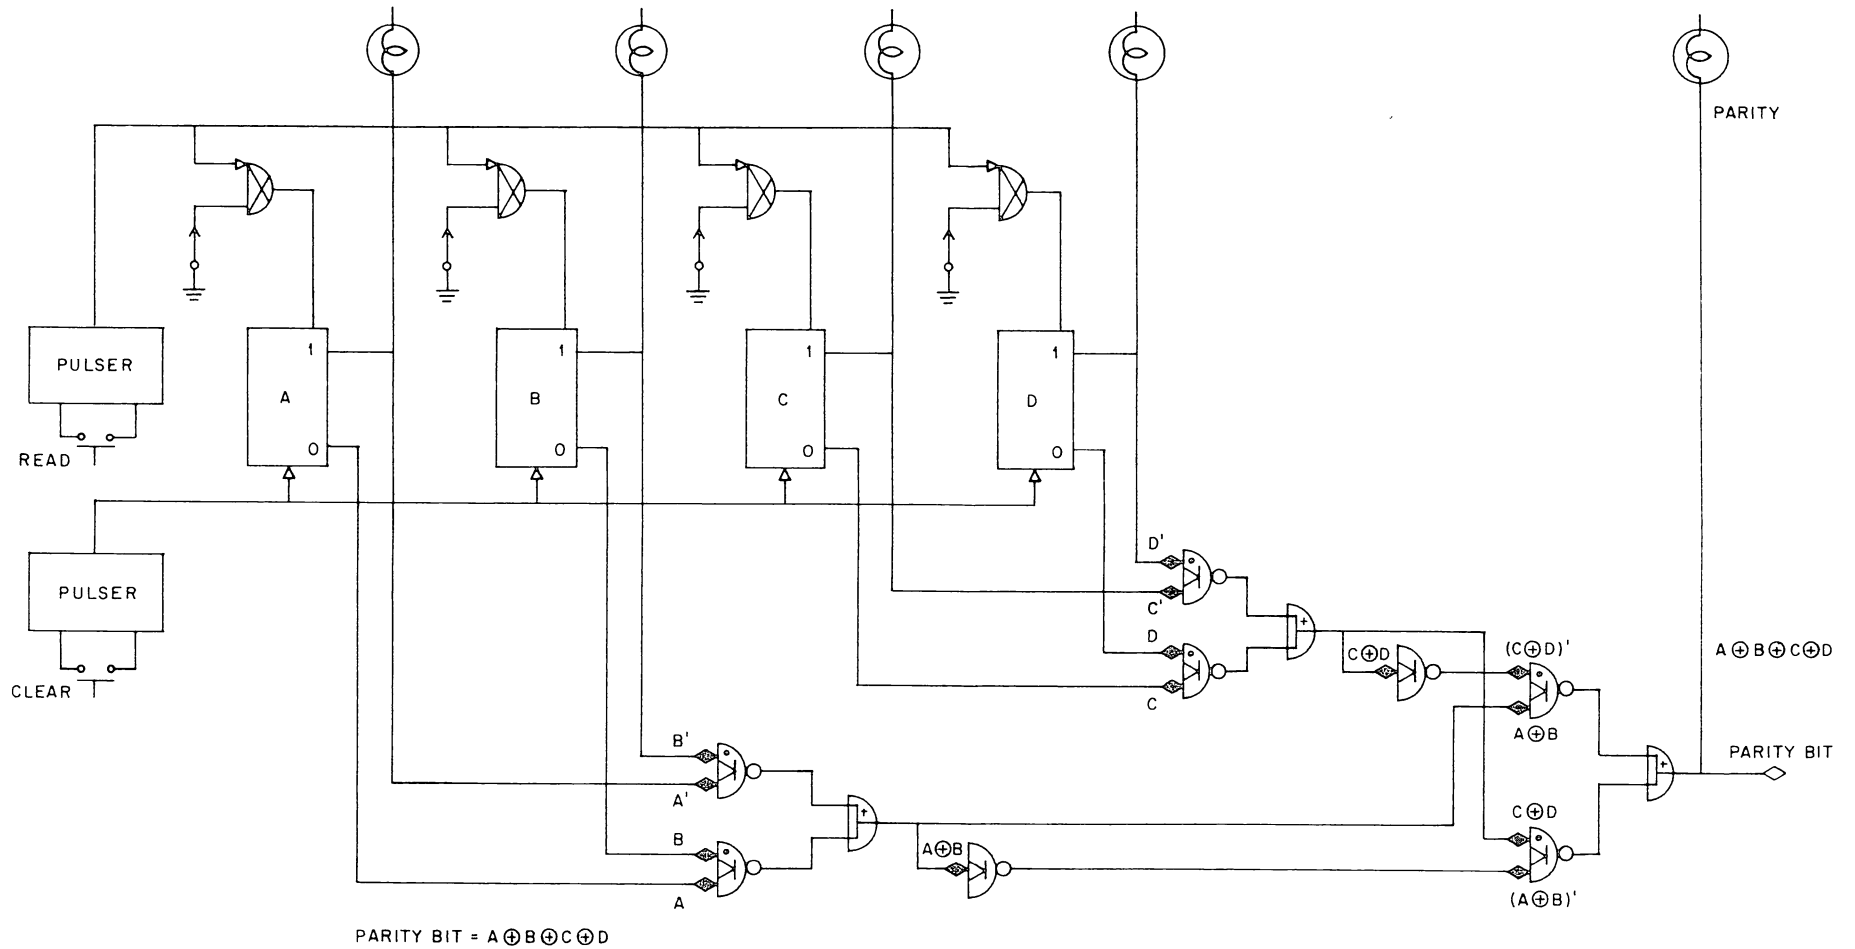 PARITY
1
1
1
1
PULSER
A
B
C
D
0
0
0
0
READ
PULSER
CLEAR
D'
C'
D
C
+
C⊕D
(C⊕D)'
A⊕B
A⊕B⊕C⊕D
B'
A'
B
A
+
A⊕B
PARITY BIT
+
C⊕D
(A⊕B)'
PARITY BIT = A⊕B⊕C⊕D